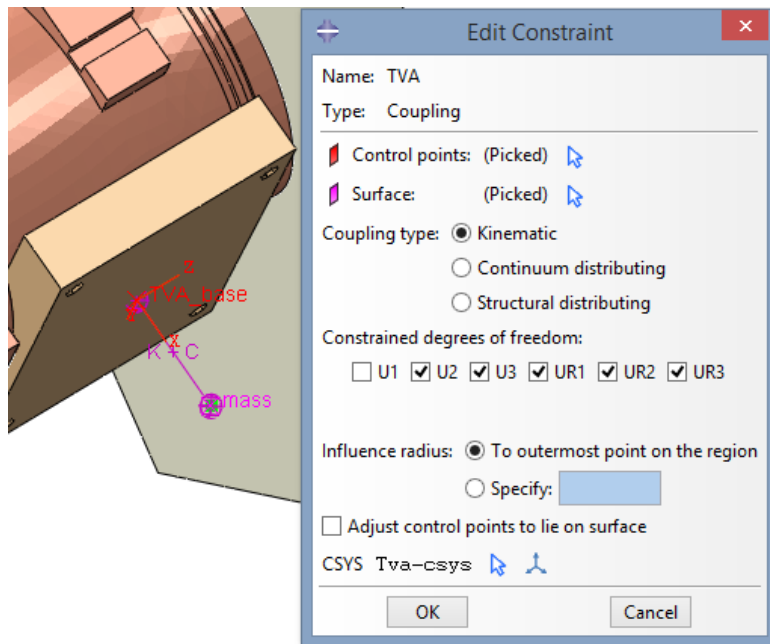 Edit Constraint
Name: TVA
Type: Coupling
Control points: (Picked)
Surface: (Picked)
Coupling type: Kinematic
Continuum distributing
Structural distributing
Constrained degrees of freedom:
U1 U2 U3 UR1 UR2 UR3
Influence radius: To outermost point on the region
Specify:
Adjust control points to lie on surface
CSYS Tva-csys
OK Cancel
Z
TVA_base
Y
X
K + C
mass